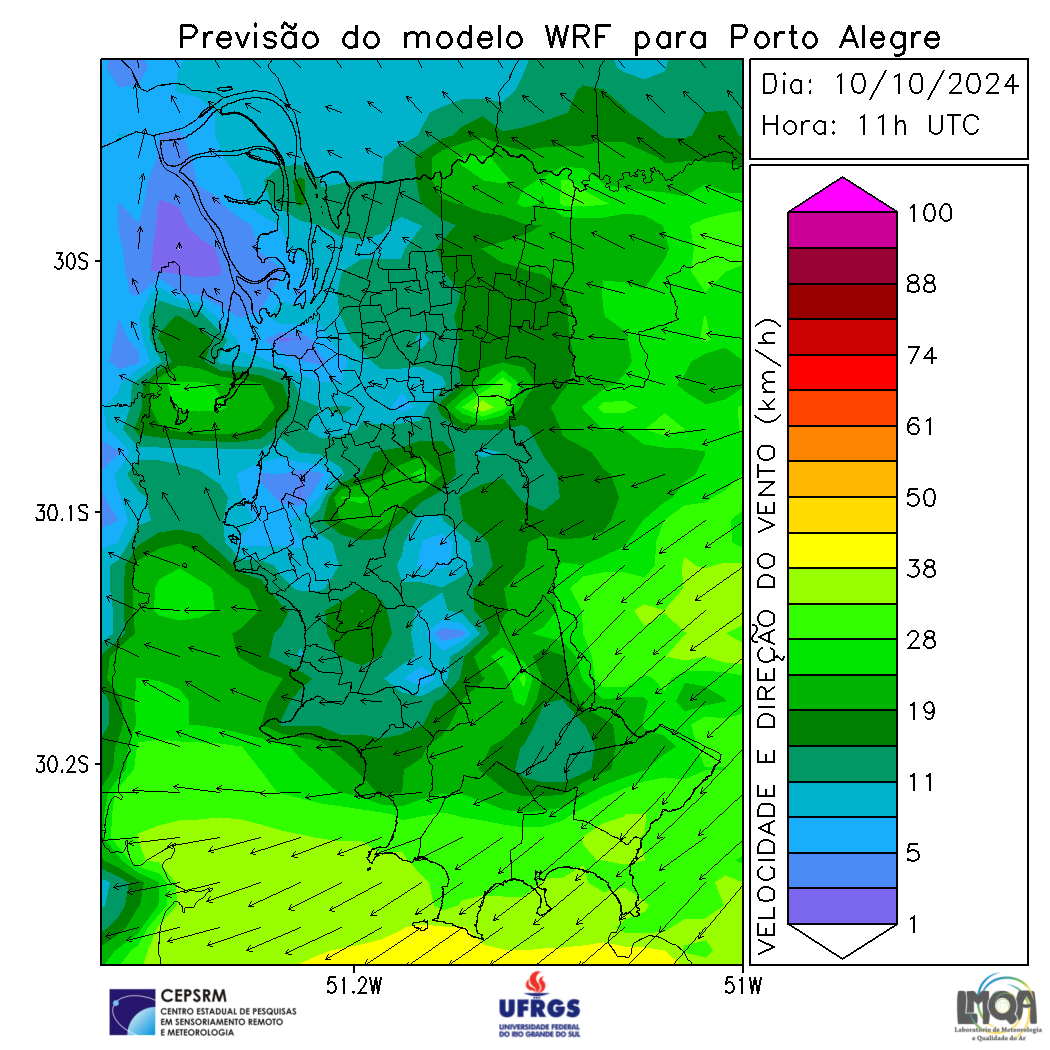 Previsão do modelo WRF para Porto Alegre
Dia: 10/10/2024
Hora: 11h UTC
30S
30.1S
30.2S
51.2W
51W
VELOCIDADE E DIREÇÃO DO VENTO (km/h)
100
88
74
61
50
38
28
19
11
5
1
CEPSRM
CENTRO ESTADUAL DE PESQUISAS
EM SENSORIAMENTO REMOTO
E METEOROLOGIA
UFRGS
UNIVERSIDADE FEDERAL
DO RIO GRANDE DO SUL
LMQA
Laboratório de Meteorologia
e Qualidade do Ar